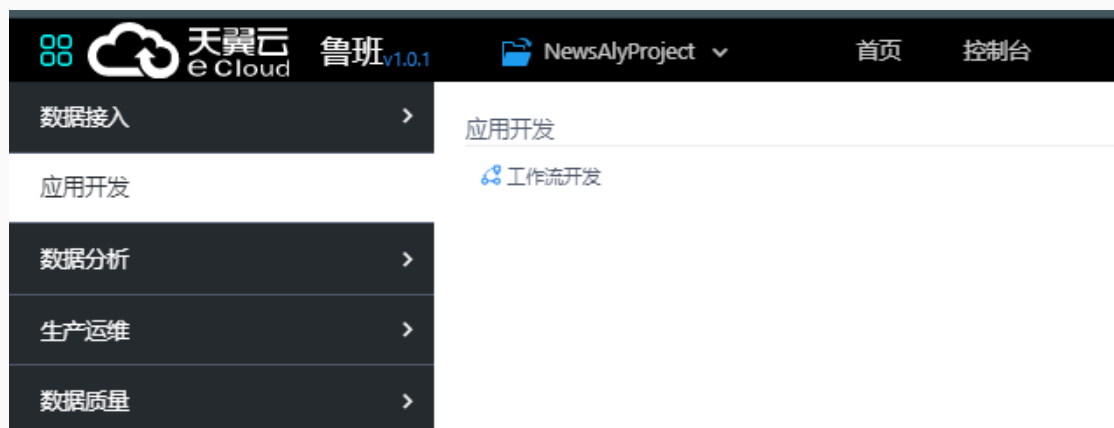 天翼云 鲁班v1.0.1 NewsAlyProject 首页 控制台
e Cloud
数据接入
应用开发
应用开发
工作流开发
数据分析
生产运维
数据质量